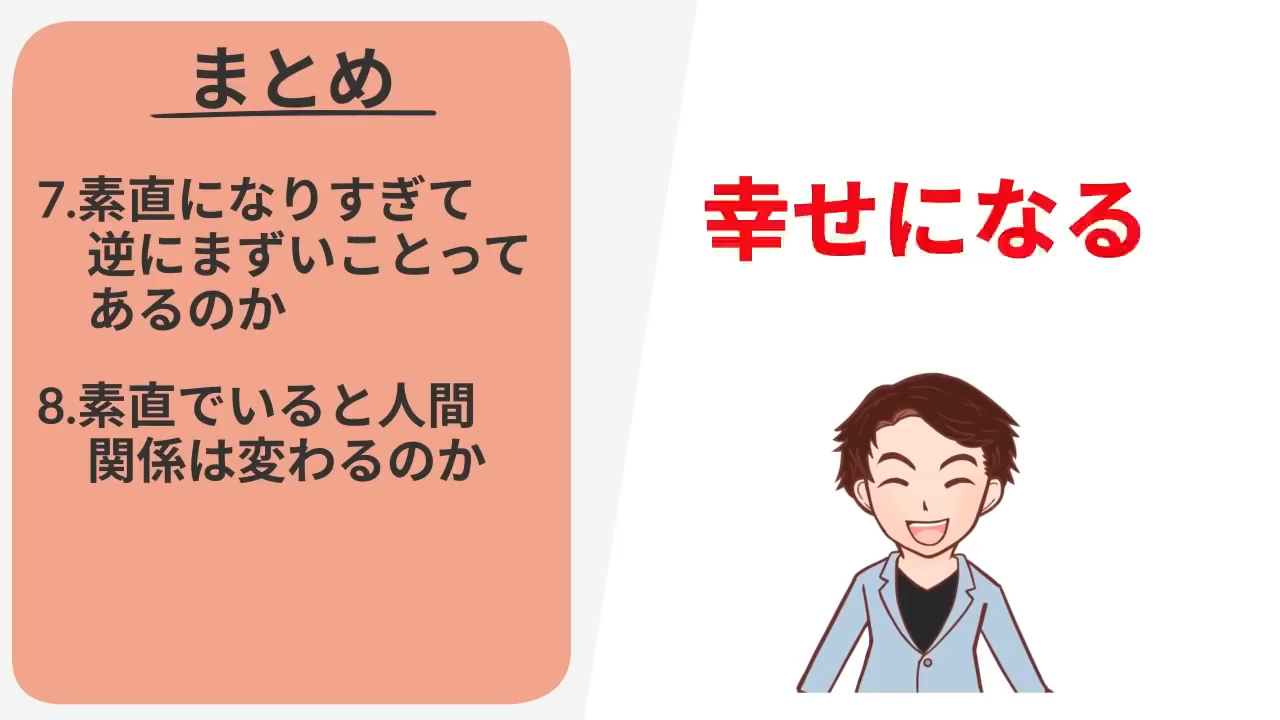 まとめ
7.素直になりすぎて
逆にまずいことって
あるのか
8.素直でいると人間
関係は変わるのか
幸せになる